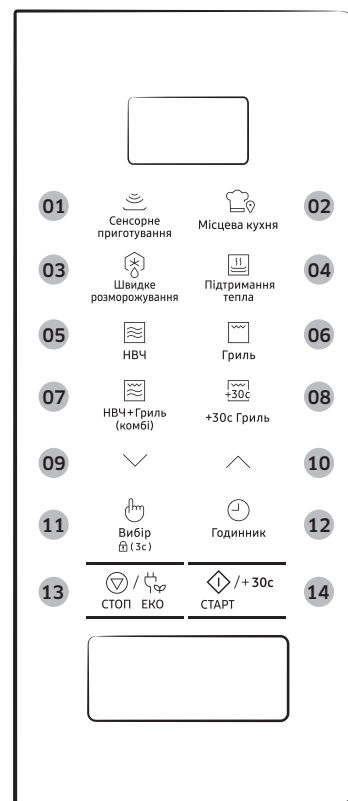 01
Сенсорне
приготування
02
Місцева кухня
03
Швидке
розморожування
04
Підтримання
тепла
05
НВЧ
06
Гриль
07
НВЧ+Гриль
(комбі)
08
+30с
+30с Гриль
09
10
11
Вибір
(3с)
12
Годинник
13
/
СТОП ЕКО
14
/+30с
СТАРТ